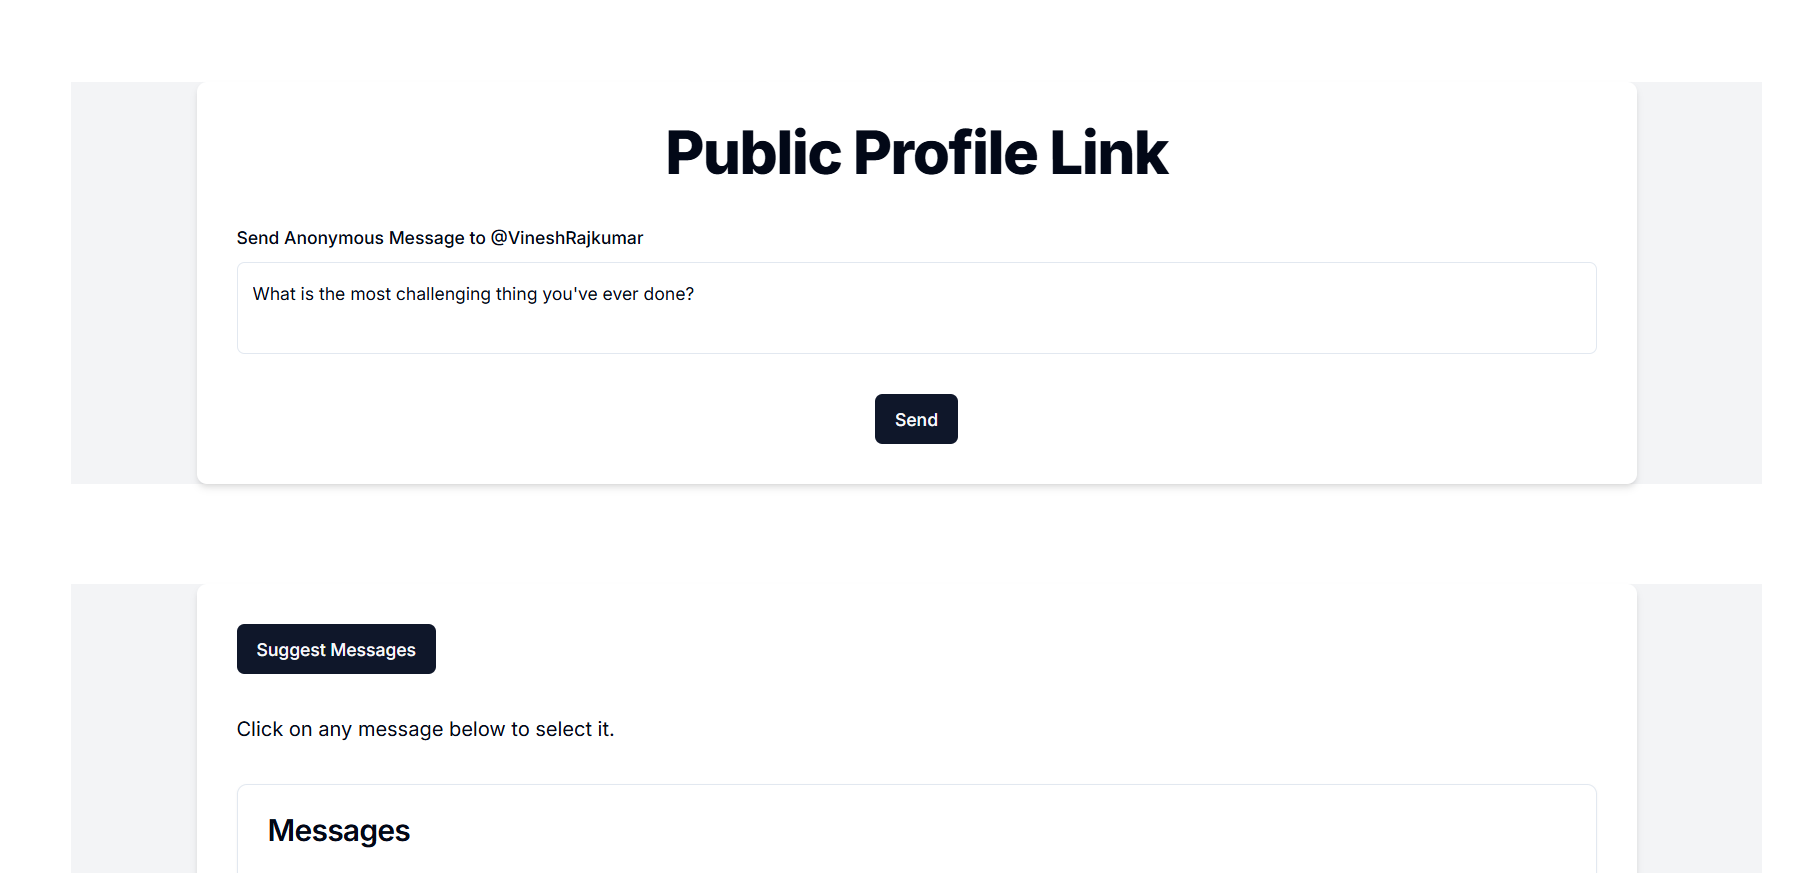 Public Profile Link
Send Anonymous Message to @VineshRajkumar
What is the most challenging thing you've ever done?
Send
Suggest Messages
Click on any message below to select it.
Messages